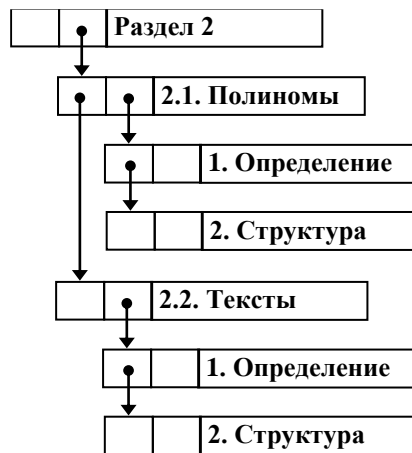 Раздел 2
2.1. Полиномы
1. Определение
2. Структура
2.2. Тексты
1. Определение
2. Структура